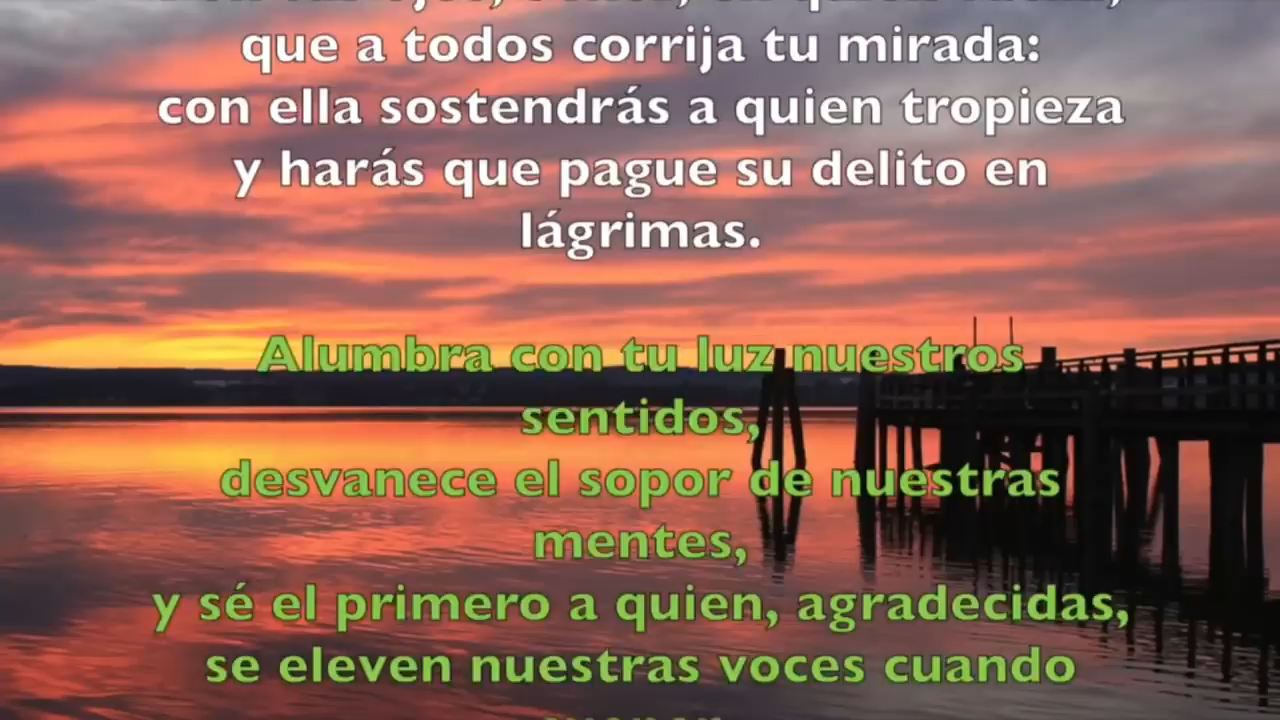 que a todos corrija tu mirada:
con ella sostendrás a quien tropieza
y harás que pague su delito en
lágrimas.
Alumbra con tu luz nuestros
sentidos,
desvanece el sopor de nuestras
mentes,
y sé el primero a quien, agradecidas,
se eleven nuestras voces cuando